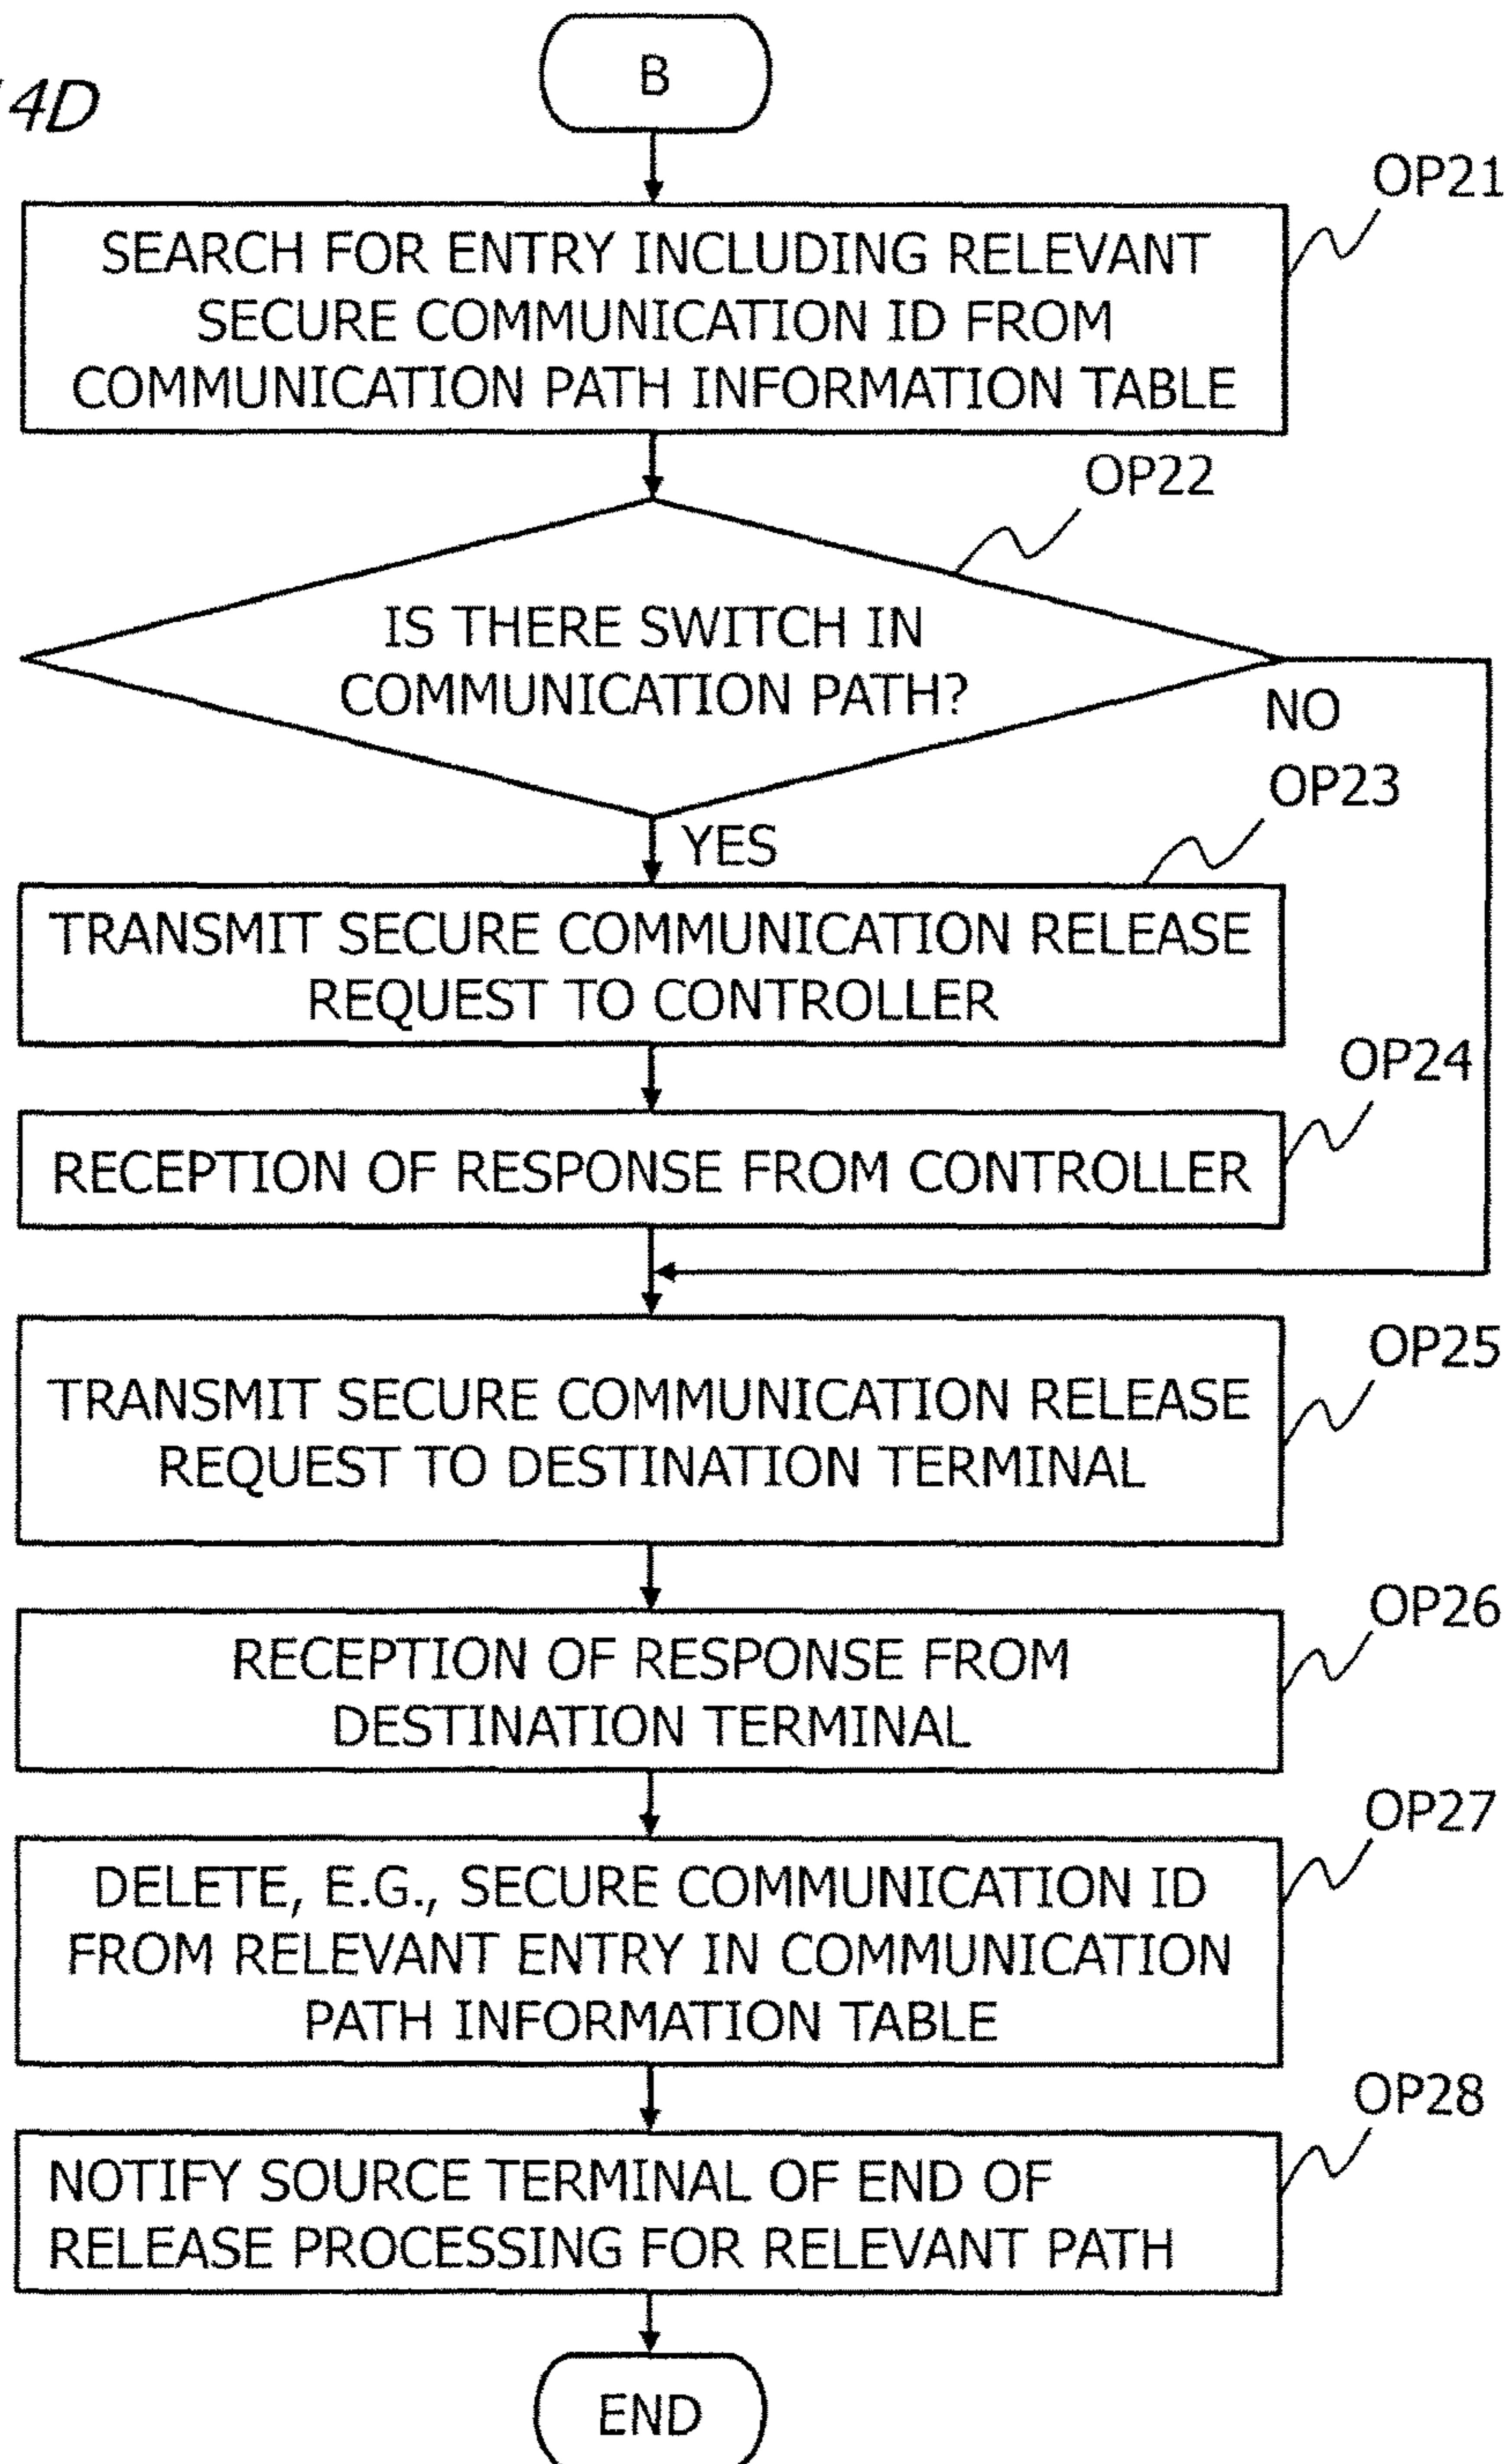 4D
B
OP21
SEARCH FOR ENTRY INCLUDING RELEVANT
SECURE COMMUNICATION ID FROM
COMMUNICATION PATH INFORMATION TABLE
OP22
IS THERE SWITCH IN
COMMUNICATION PATH?
NO
OP23
YES
TRANSMIT SECURE COMMUNICATION RELEASE
REQUEST TO CONTROLLER
OP24
RECEPTION OF RESPONSE FROM CONTROLLER
OP25
TRANSMIT SECURE COMMUNICATION RELEASE
REQUEST TO DESTINATION TERMINAL
OP26
RECEPTION OF RESPONSE FROM
DESTINATION TERMINAL
OP27
DELETE, E.G., SECURE COMMUNICATION ID
FROM RELEVANT ENTRY IN COMMUNICATION
PATH INFORMATION TABLE
OP28
NOTIFY SOURCE TERMINAL OF END OF
RELEASE PROCESSING FOR RELEVANT PATH
END